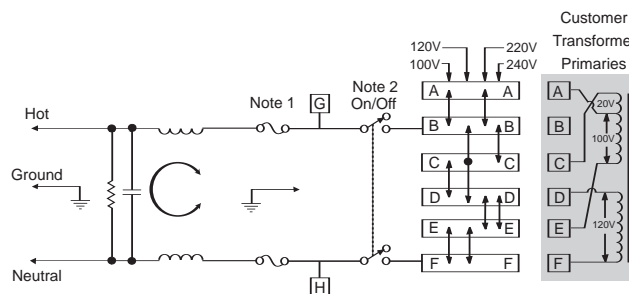 Customer
Transforme
Primaries
120V 220V
100V 240V
Note 2
On/Off
Note 1
G
A A
A
20V
Hot
B B
B
100V
C C
C
Ground
D D
D
E E
E
120V
F F
F
Neutral
H